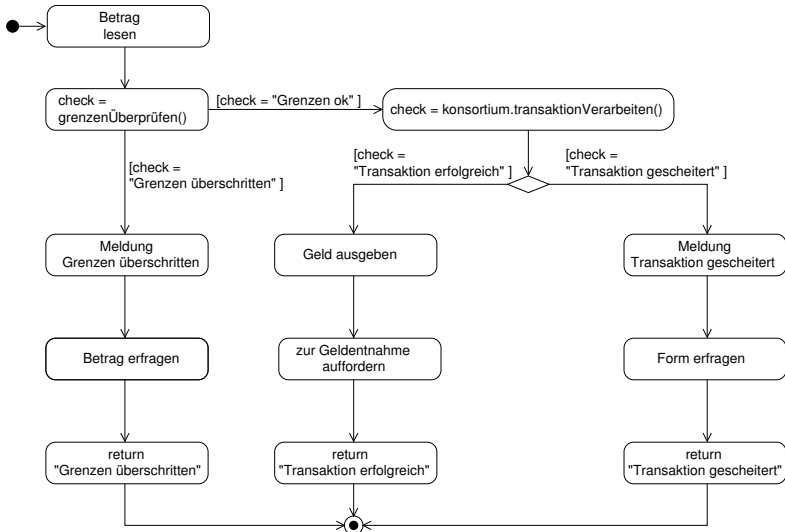 Betrag
lesen
check =
grenzenÜberprüfen()
[check = "Grenzen ok" ]
check = konsortium.transaktionVerarbeiten()
[check =
"Grenzen überschritten" ]
[check =
"Transaktion erfolgreich" ]
[check =
"Transaktion gescheitert" ]
Meldung
Grenzen überschritten
Geld ausgeben
Meldung
Transaktion gescheitert
Betrag erfragen
zur Geldentnahme
auffordern
Form erfragen
return
"Grenzen überschritten"
return
"Transaktion erfolgreich"
return
"Transaktion gescheitert"